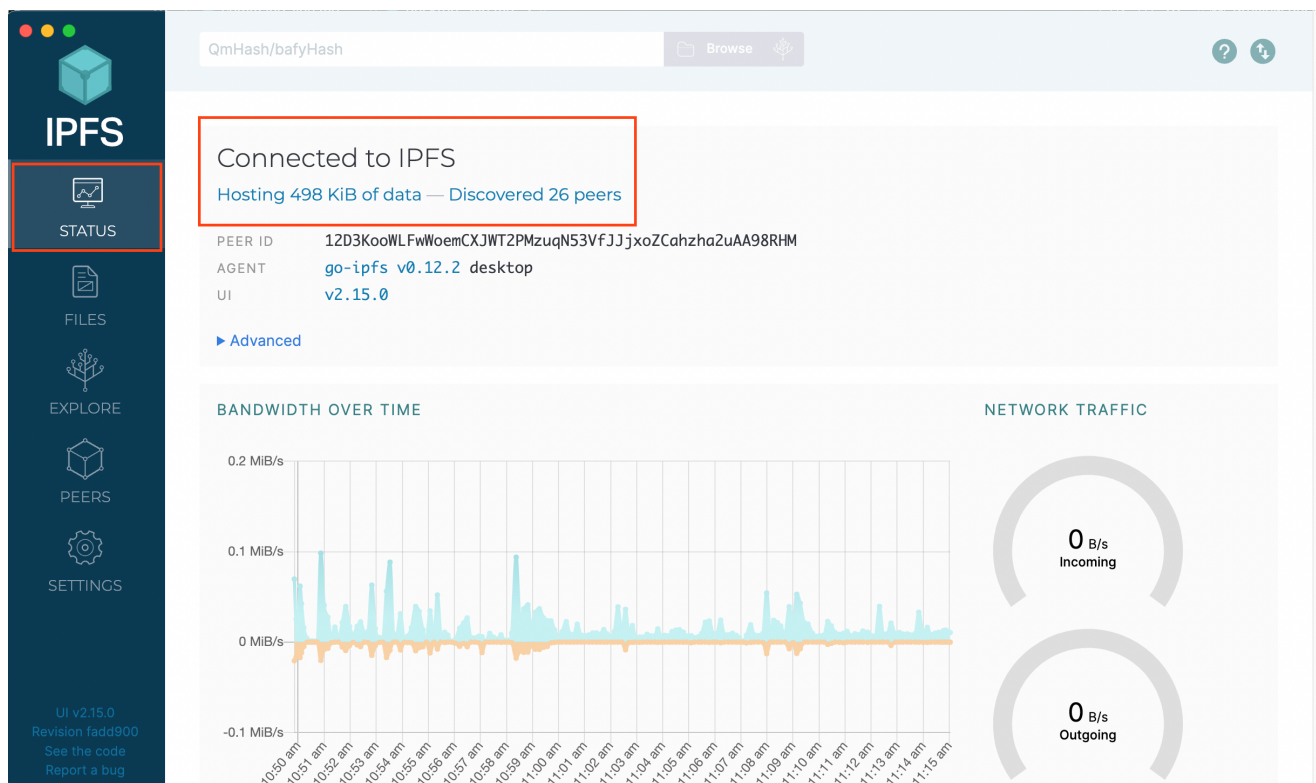 QmHash/bafyHash
Browse
?
IPFS
STATUS
FILES
EXPLORE
PEERS
SETTINGS
UI v2.15.0
Revision fadd900
See the code
Report a bug
Connected to IPFS
Hosting 498 KiB of data — Discovered 26 peers
PEER ID 12D3KooWLFwWoemCXJWT2PMzuqN53VfJJjxoZCahzha2uAA98RHM
AGENT go-ipfs v0.12.2 desktop
UI v2.15.0
Advanced
BANDWIDTH OVER TIME
0.2 MiB/s
0.1 MiB/s
0 MiB/s
-0.1 MiB/s
10:50 am
10:51 am
10:52 am
10:53 am
10:54 am
10:55 am
10:56 am
10:57 am
10:58 am
10:59 am
11:00 am
11:01 am
11:02 am
11:03 am
11:04 am
11:05 am
11:06 am
11:07 am
11:08 am
11:09 am
11:10 am
11:11 am
11:12 am
11:13 am
11:14 am
11:15 am
NETWORK TRAFFIC
0 B/s
Incoming
0 B/s
Outgoing